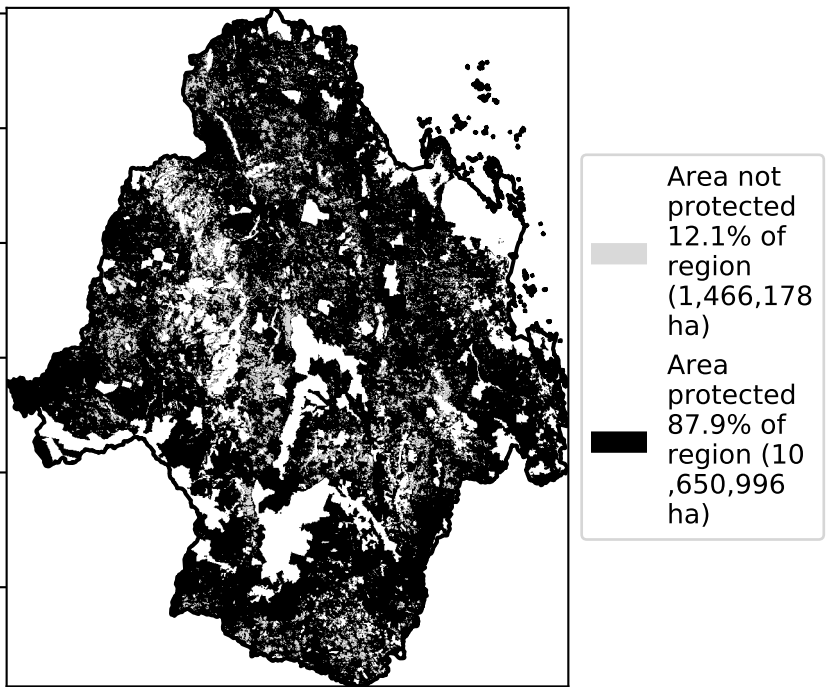 Area not
protected
12.1% of
region
(1,466,178
ha)
Area
protected
87.9% of
region (10
,650,996
ha)